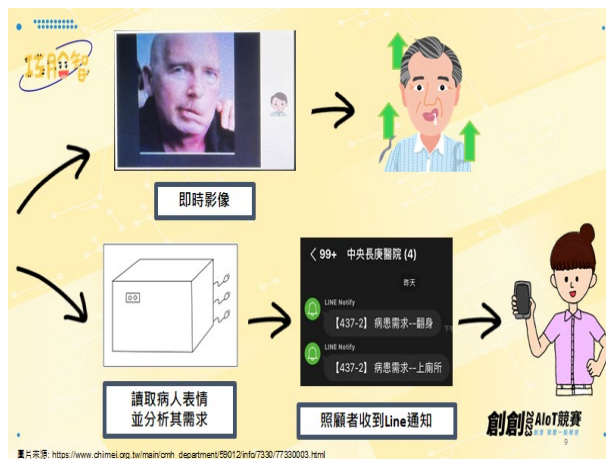 巧臉智
即時影像
讀取病人表情
並分析其需求
< 99+ 中央長庚醫院 (4)
昨天
LINE Notify
【437-2】 病患需求--翻身
下午
LINE Notify
【437-2】 病患需求--上廁所
照顧者收到Line通知
創創 2023 AIoT競賽
9
圖片來源: https://www.chimei.org.tw/main/cmh_department/59012/info/7330/77330003.html